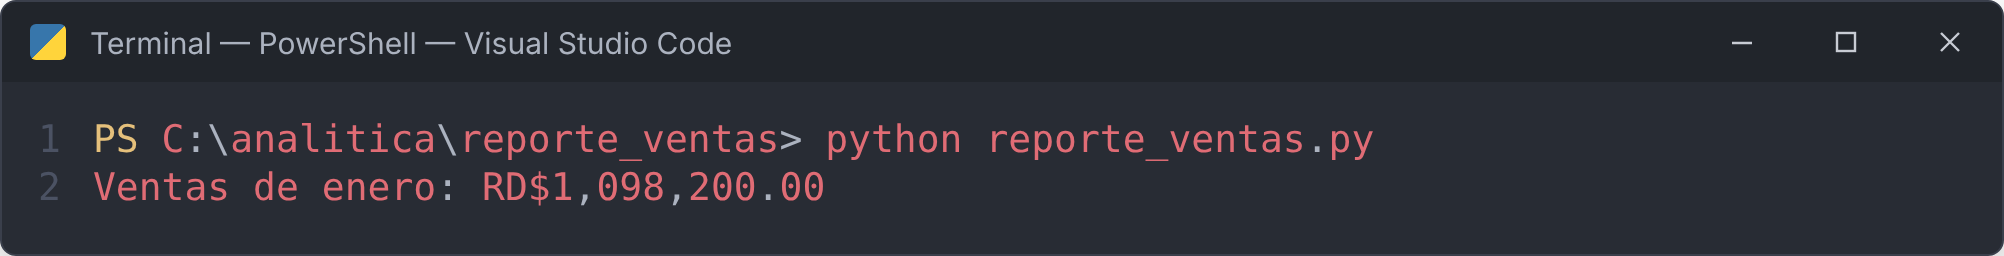 Terminal — PowerShell — Visual Studio Code
1 PS C:\analitica\reporte_ventas> python reporte_ventas.py
2 Ventas de enero: RD$1,098,200.00